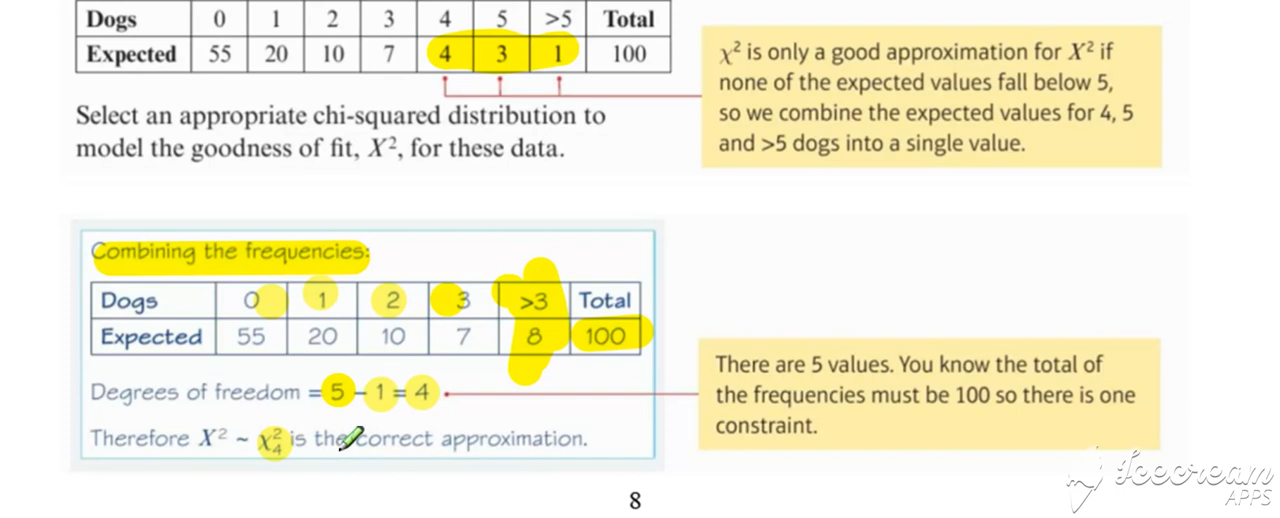 Dogs 0 1 2 3 4 5 >5 Total
Expected 55 20 10 7 4 3 1 100
Select an appropriate chi-squared distribution to
model the goodness of fit, X², for these data.
χ² is only a good approximation for X² if
none of the expected values fall below 5,
so we combine the expected values for 4, 5
and >5 dogs into a single value.
Combining the frequencies:
Dogs 0 1 2 3 >3 Total
Expected 55 20 10 7 8 100
Degrees of freedom = 5 – 1 = 4
Therefore X² ~ χ²₄ is the correct approximation.
There are 5 values. You know the total of
the frequencies must be 100 so there is one
constraint.
8
Icecream
APPS